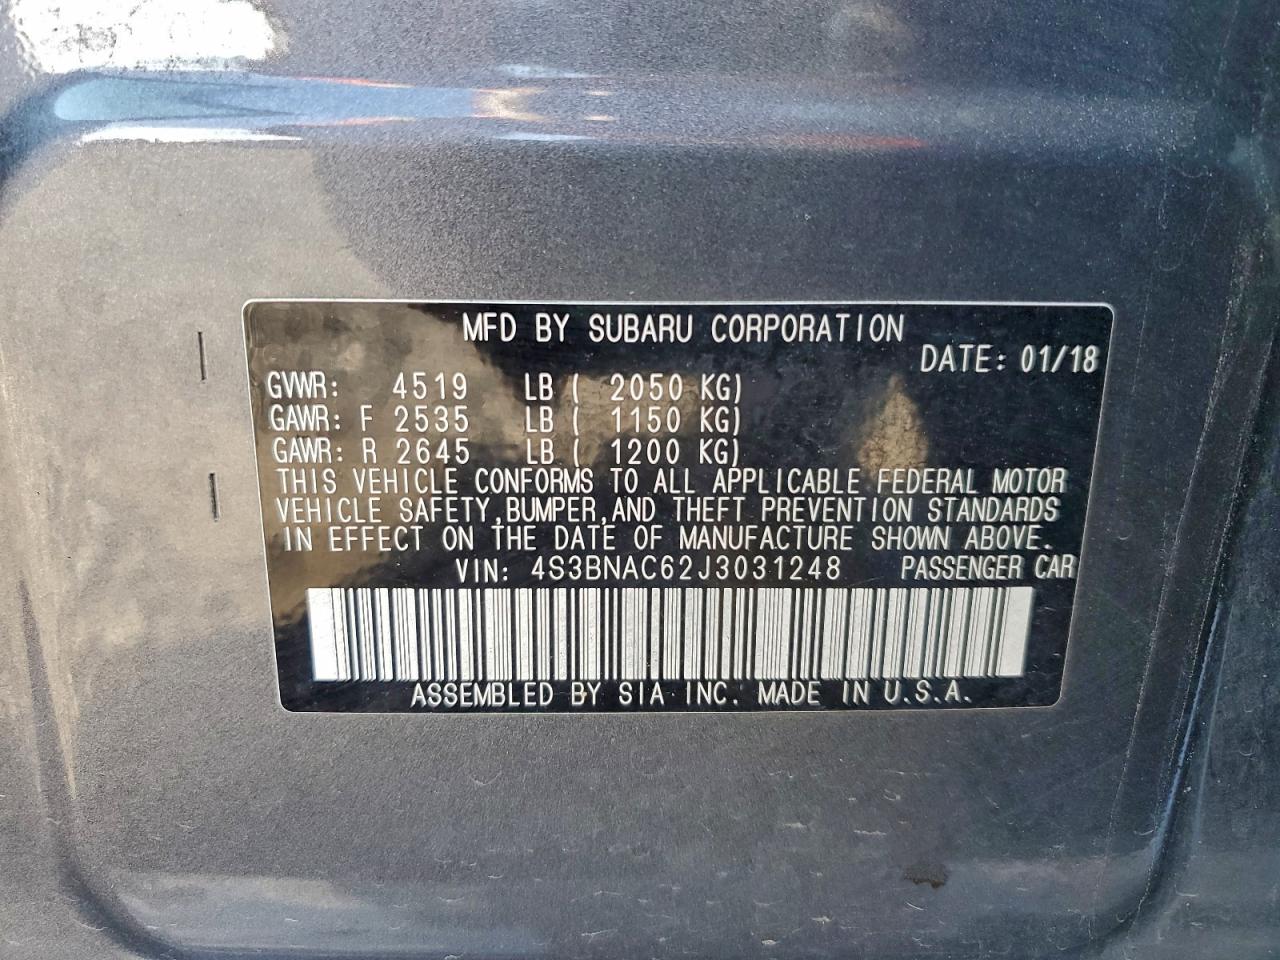 MFD BY SUBARU CORPORATION
DATE: 01/18
GVWR: 4519 LB ( 2050 KG)
GAWR: F 2535 LB ( 1150 KG)
GAWR: R 2645 LB ( 1200 KG)
THIS VEHICLE CONFORMS TO ALL APPLICABLE FEDERAL MOTOR
VEHICLE SAFETY, BUMPER, AND THEFT PREVENTION STANDARDS
IN EFFECT ON THE DATE OF MANUFACTURE SHOWN ABOVE.
VIN: 4S3BNAC62J3031248 PASSENGER CAR
ASSEMBLED BY SIA INC. MADE IN U.S.A.